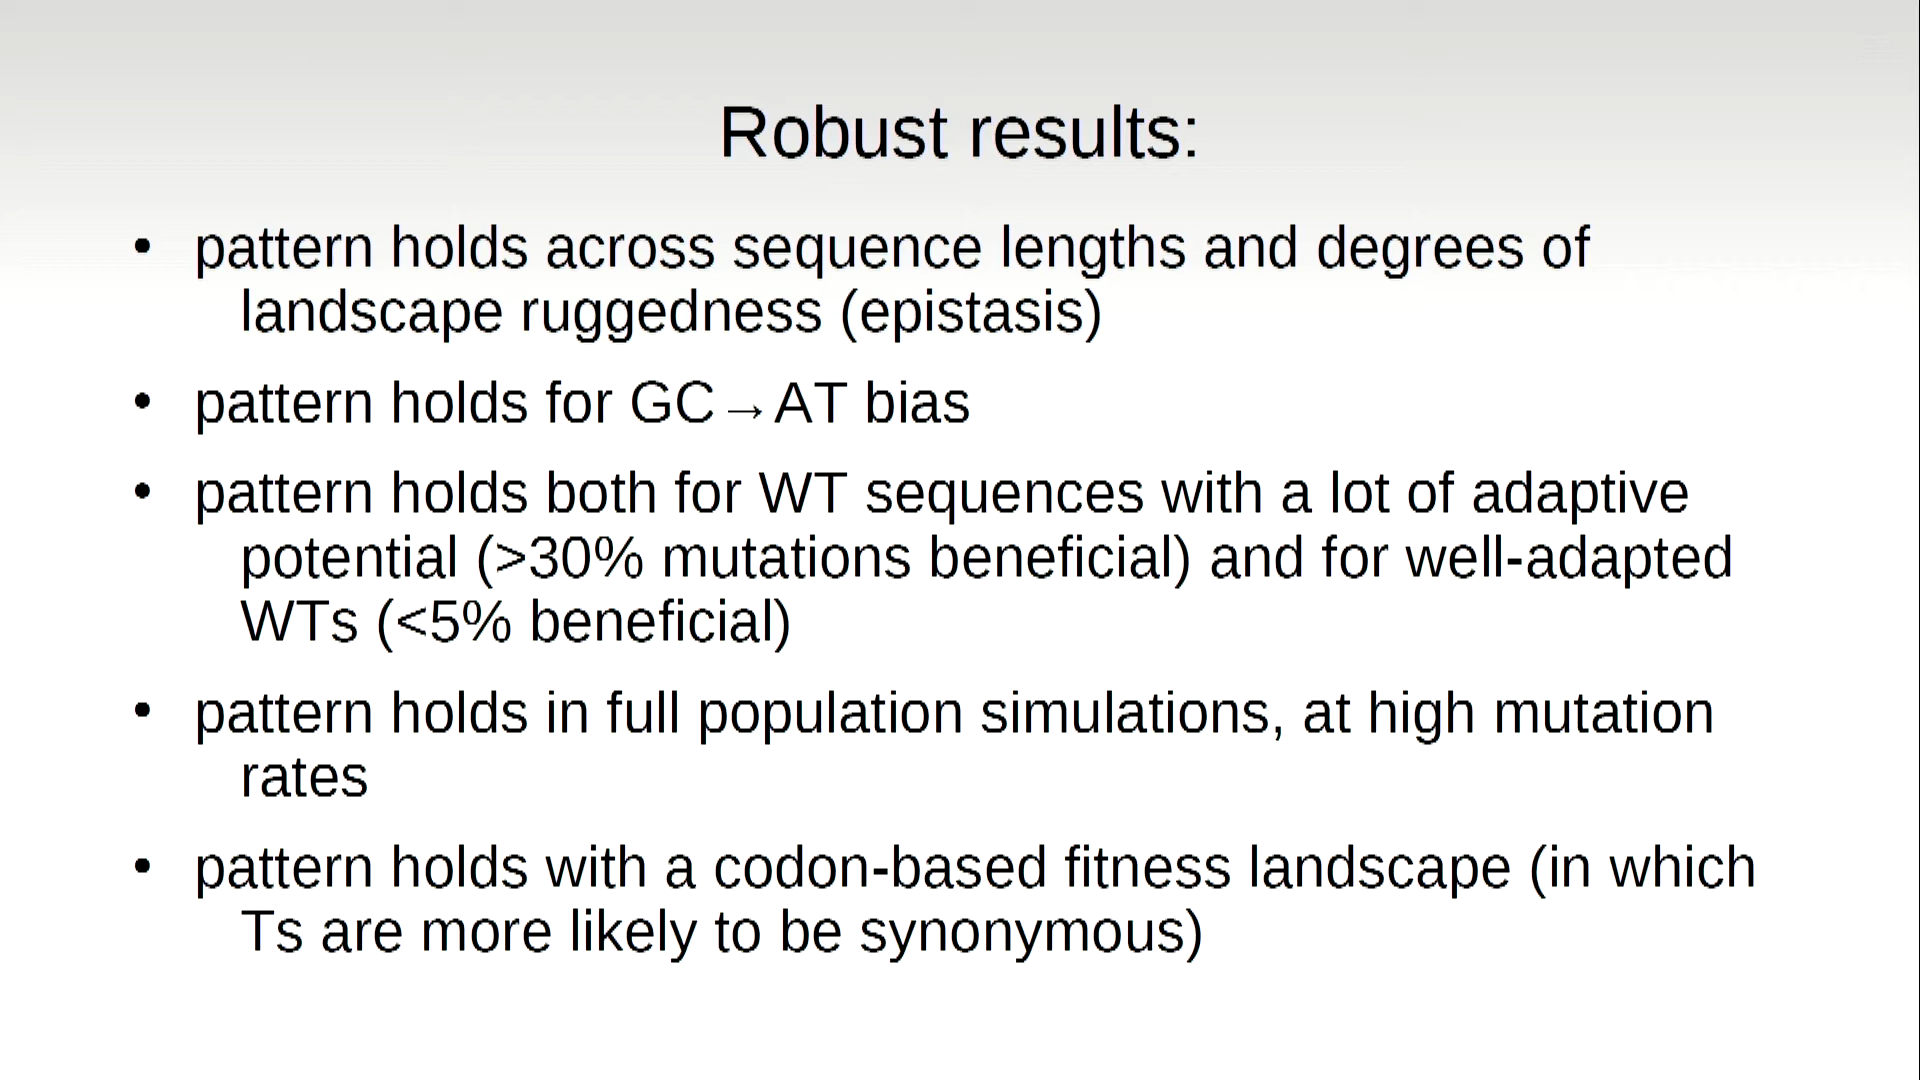 Robust results:
• pattern holds across sequence lengths and degrees of
landscape ruggedness (epistasis)
• pattern holds for GC→AT bias
• pattern holds both for WT sequences with a lot of adaptive
potential (>30% mutations beneficial) and for well-adapted
WTs (<5% beneficial)
• pattern holds in full population simulations, at high mutation
rates
• pattern holds with a codon-based fitness landscape (in which
Ts are more likely to be synonymous)